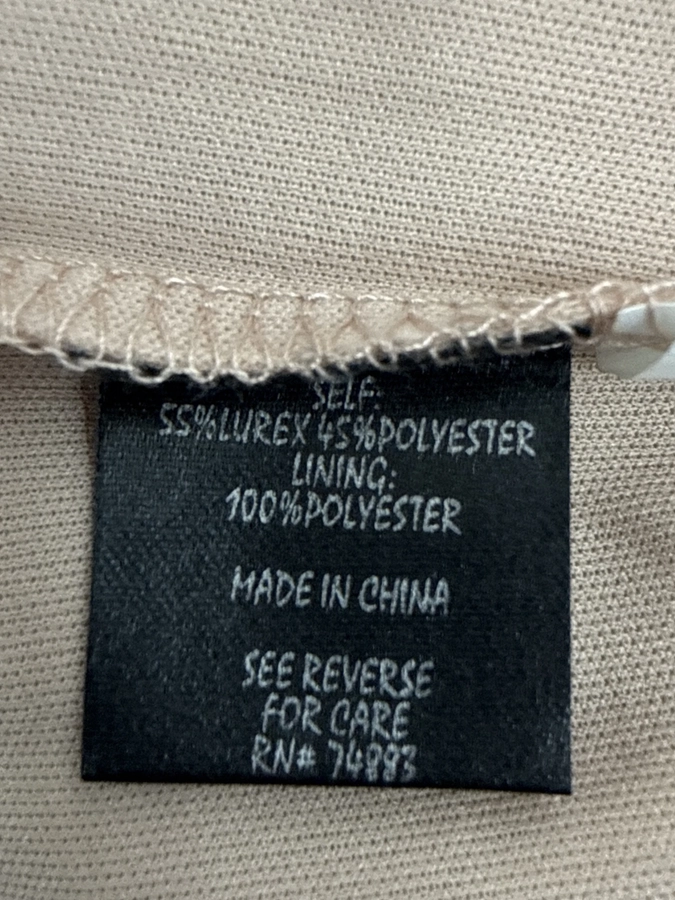 SELF:
55%LUREX 45%POLYESTER
LINING:
100%POLYESTER
MADE IN CHINA
SEE REVERSE
FOR CARE
RN# 74883